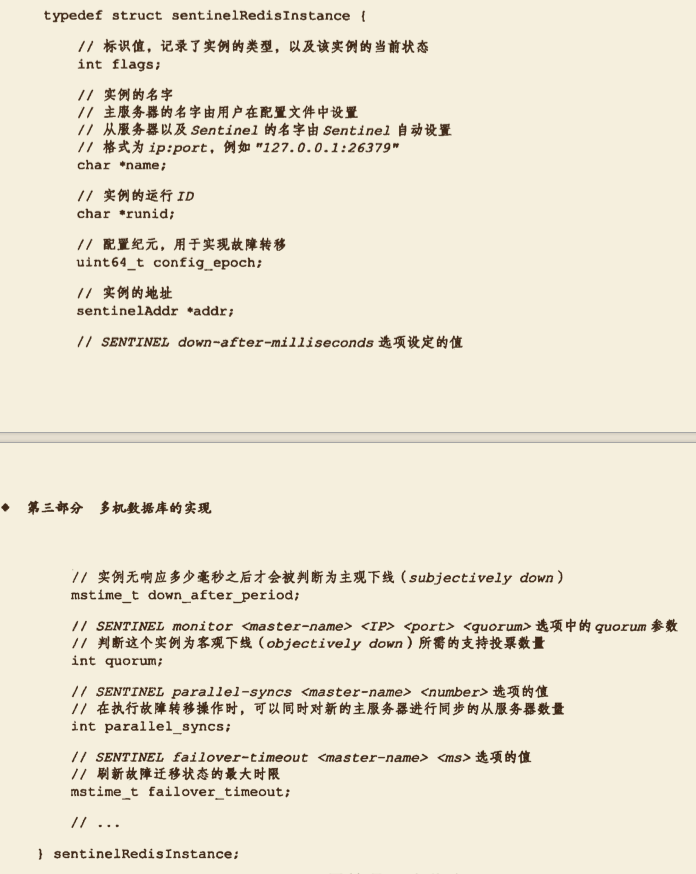 typedef struct sentinelRedisInstance {
// 标识值，记录了实例的类型，以及该实例的当前状态
int flags;
// 实例的名字
// 主服务器的名字由用户在配置文件中设置
// 从服务器以及 Sentinel 的名字由 Sentinel 自动设置
// 格式为 ip:port，例如 "127.0.0.1:26379"
char *name;
// 实例的运行 ID
char *runid;
// 配置纪元，用于实现故障转移
uint64_t config_epoch;
// 实例的地址
sentinelAddr *addr;
// SENTINEL down-after-milliseconds 选项设定的值
◆ 第三部分 多机数据库的实现
// 实例无响应多少毫秒之后才会被判断为主观下线（subjectively down）
mstime_t down_after_period;
// SENTINEL monitor <master-name> <IP> <port> <quorum> 选项中的 quorum 参数
// 判断这个实例为客观下线（objectively down）所需的支持投票数量
int quorum;
// SENTINEL parallel-syncs <master-name> <number> 选项的值
// 在执行故障转移操作时，可以同时对新的主服务器进行同步的从服务器数量
int parallel_syncs;
// SENTINEL failover-timeout <master-name> <ms> 选项的值
// 刷新故障迁移状态的最大时限
mstime_t failover_timeout;
// ...
} sentinelRedisInstance;